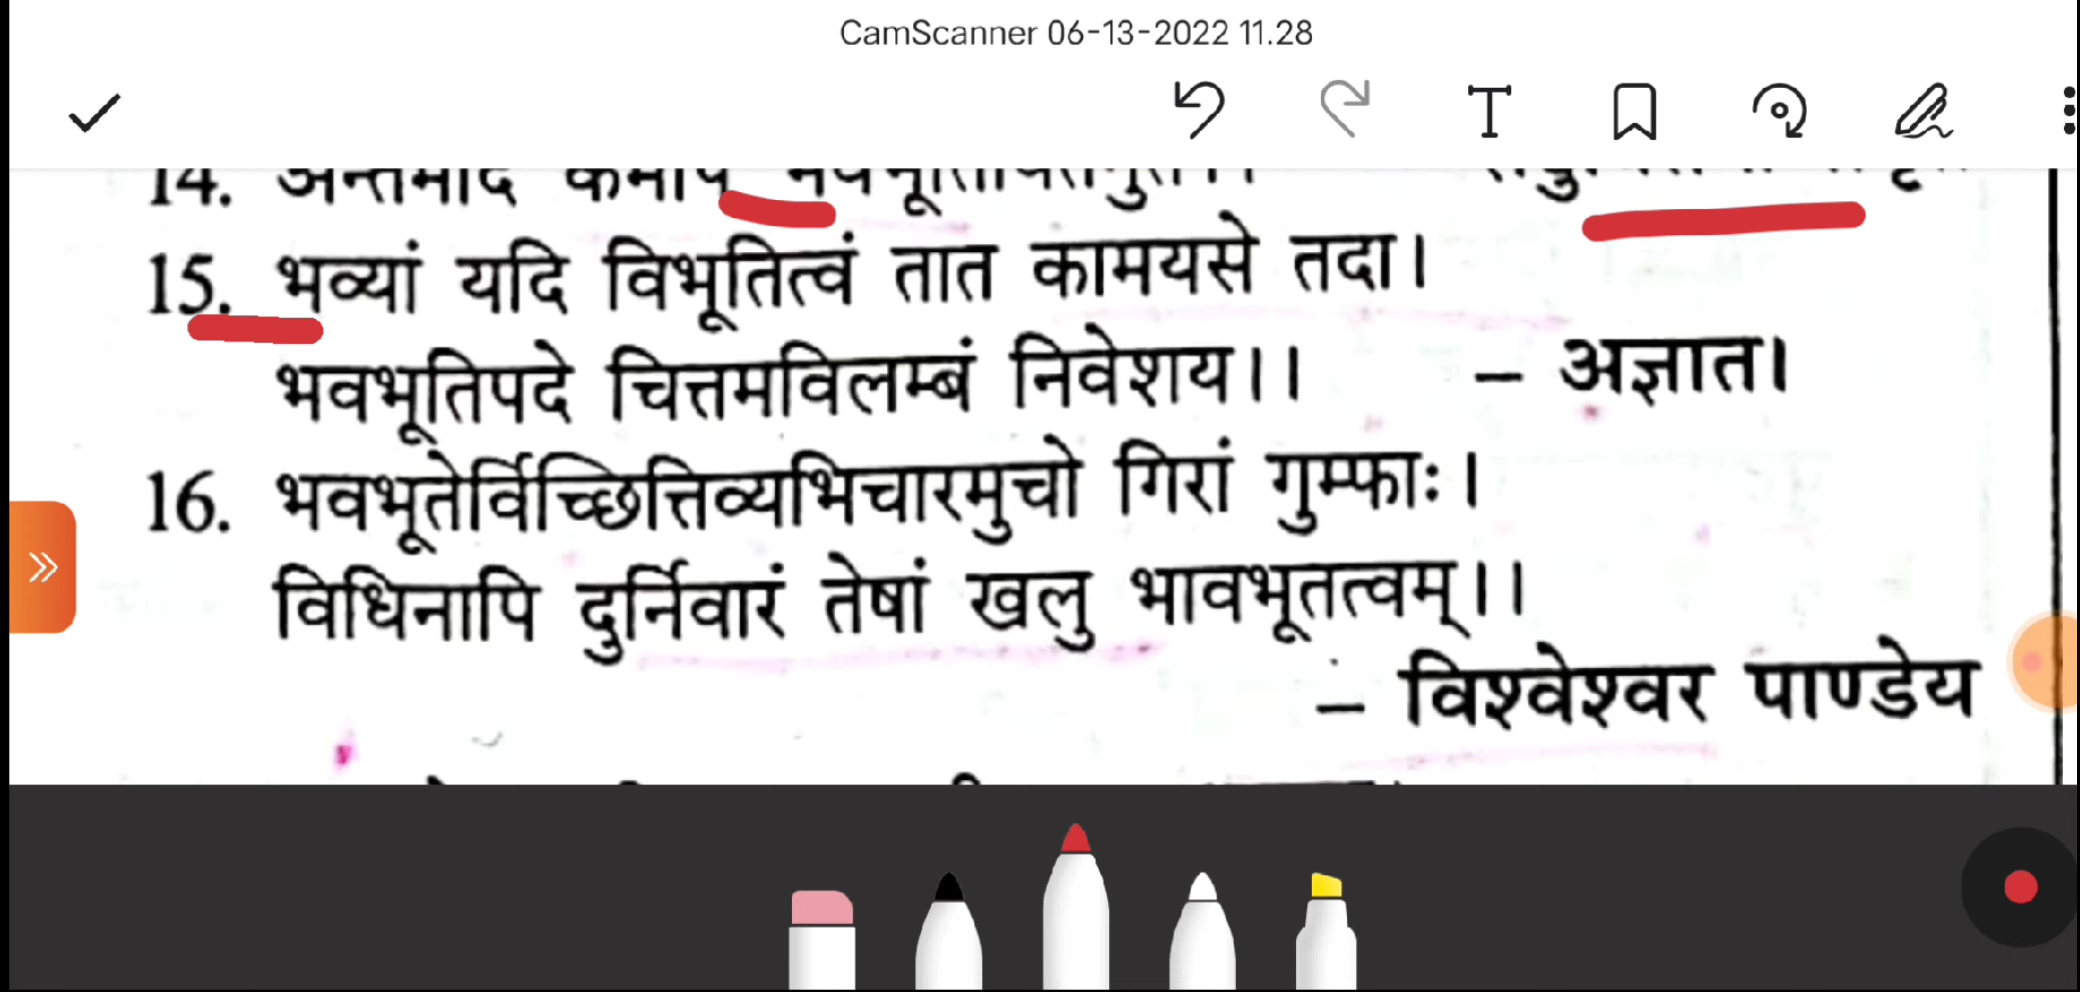 CamScanner 06-13-2022 11.28
T
14.
15. भव्यां यदि विभूतित्वं तात कामयसे तदा।
भवभूतिपदे चित्तमविलम्बं निवेशय।। – अज्ञात।
16. भवभूतेर्विच्छित्तिव्यभिचारमुचो गिरां गुम्फाः।
विधिनापि दुर्निवारं तेषां खलु भावभूतत्वम्।।
– विश्वेश्वर पाण्डेय